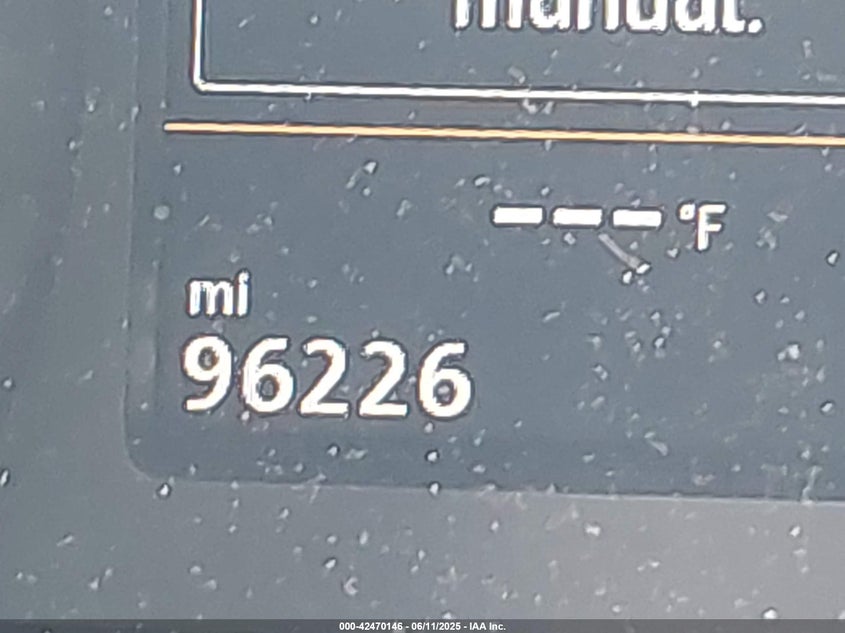 manual.
--- °F
mi
96226
000-42470146 - 06/11/2025 - IAA Inc.